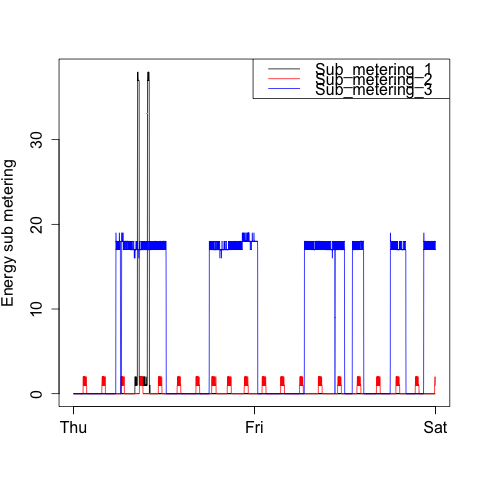 Sub_metering_1
Sub_metering_2
Sub_metering_3
Energy sub metering
30
20
10
0
Thu Fri Sat